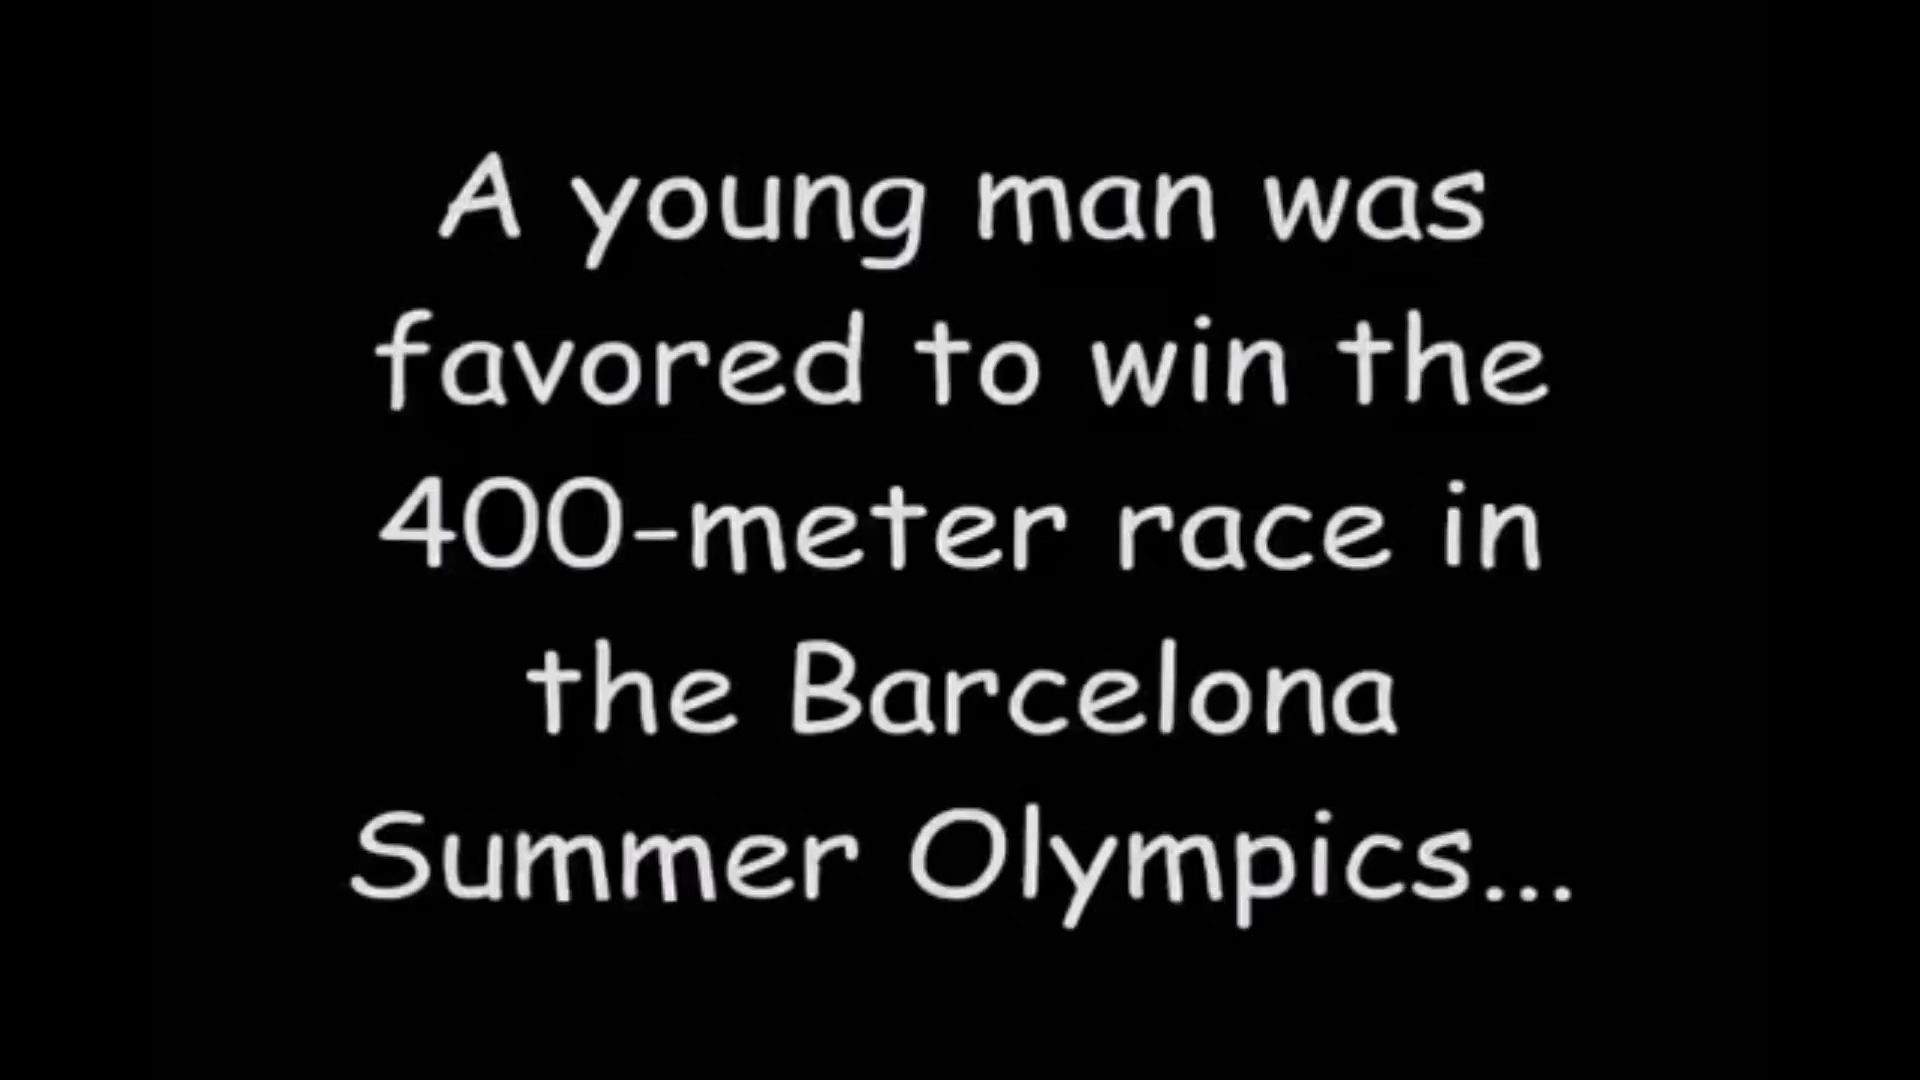 A young man was
favored to win the
400-meter race in
the Barcelona
Summer Olympics...